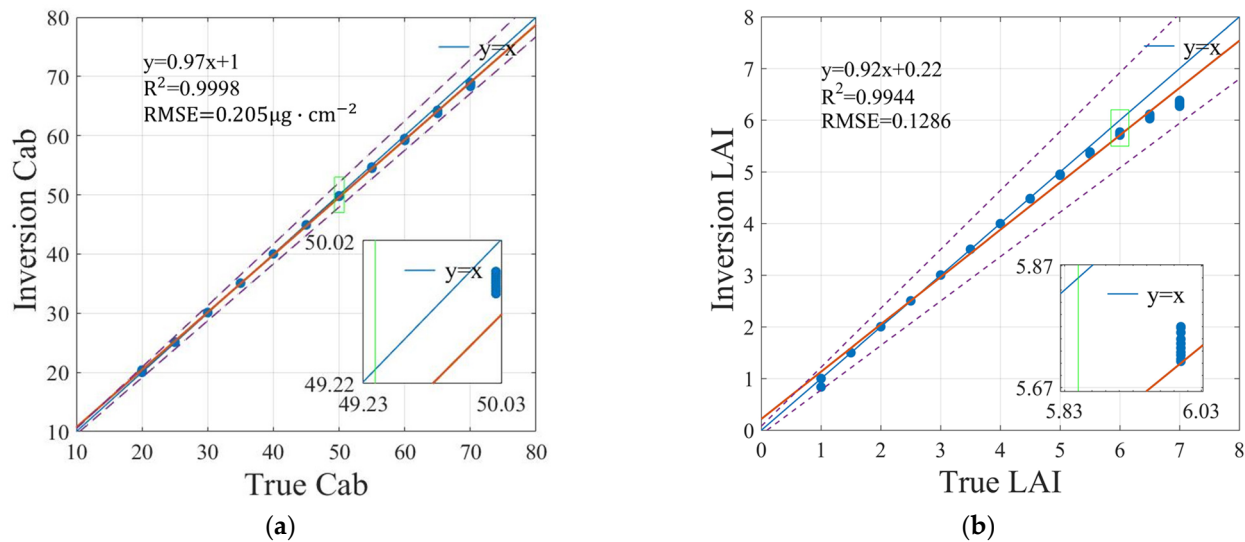 80
70
60
50
40
30
20
10
Inversion Cab
y=0.97x+1
R²=0.9998
RMSE=0.205μg · cm⁻²
y=x
50.02
y=x
49.22
49.23 50.03
10 20 30 40 50 60 70 80
True Cab
(a)
8
7
6
5
4
3
2
1
0
Inversion LAI
y=0.92x+0.22
R²=0.9944
RMSE=0.1286
y=x
5.87
y=x
5.67
5.83 6.03
0 1 2 3 4 5 6 7 8
True LAI
(b)